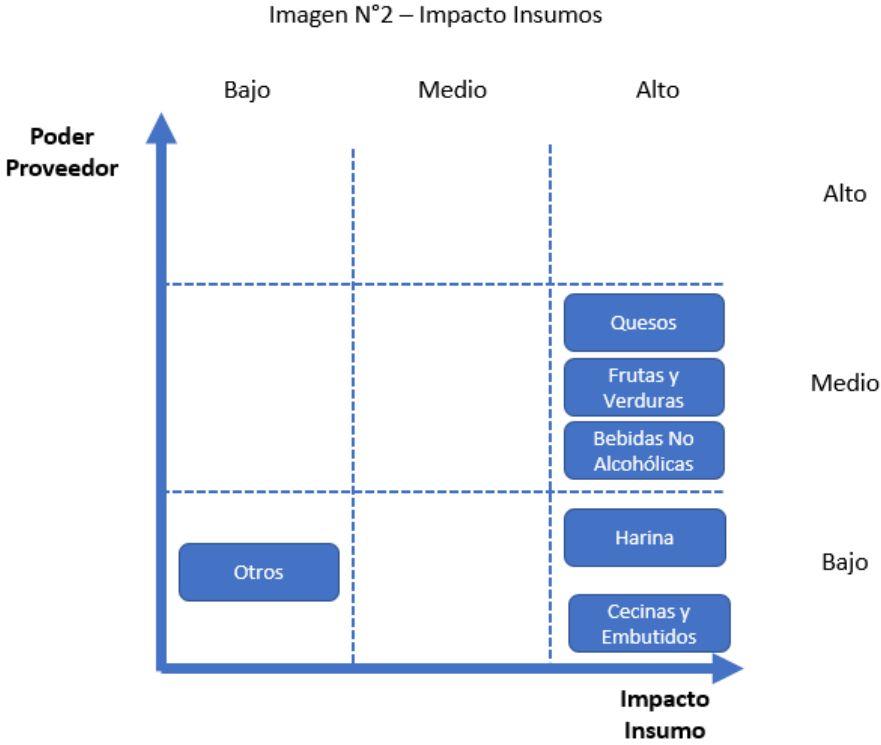 Imagen N°2 – Impacto Insumos
Bajo
Medio
Alto
Poder
Proveedor
Alto
Quesos
Frutas y
Verduras
Medio
Bebidas No
Alcohólicas
Harina
Bajo
Otros
Cecinas y
Embutidos
Impacto
Insumo